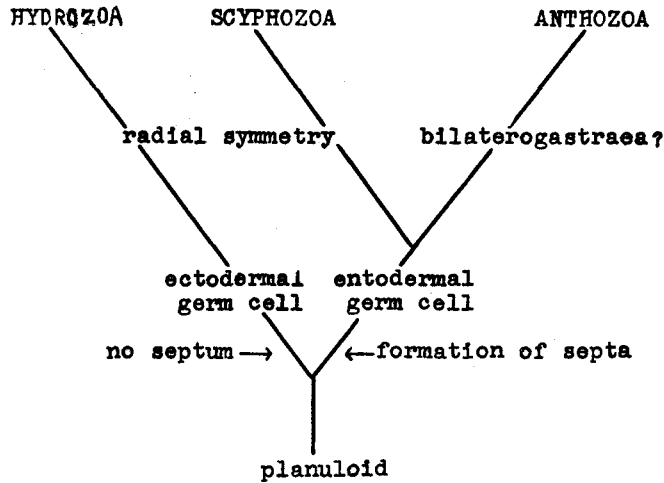 HYDROZOA SCYPHOZOA ANTHOZOA
radial symmetry bilaterogastraea?
ectodermal entodermal
germ cell germ cell
no septum → ←formation of septa
planuloid